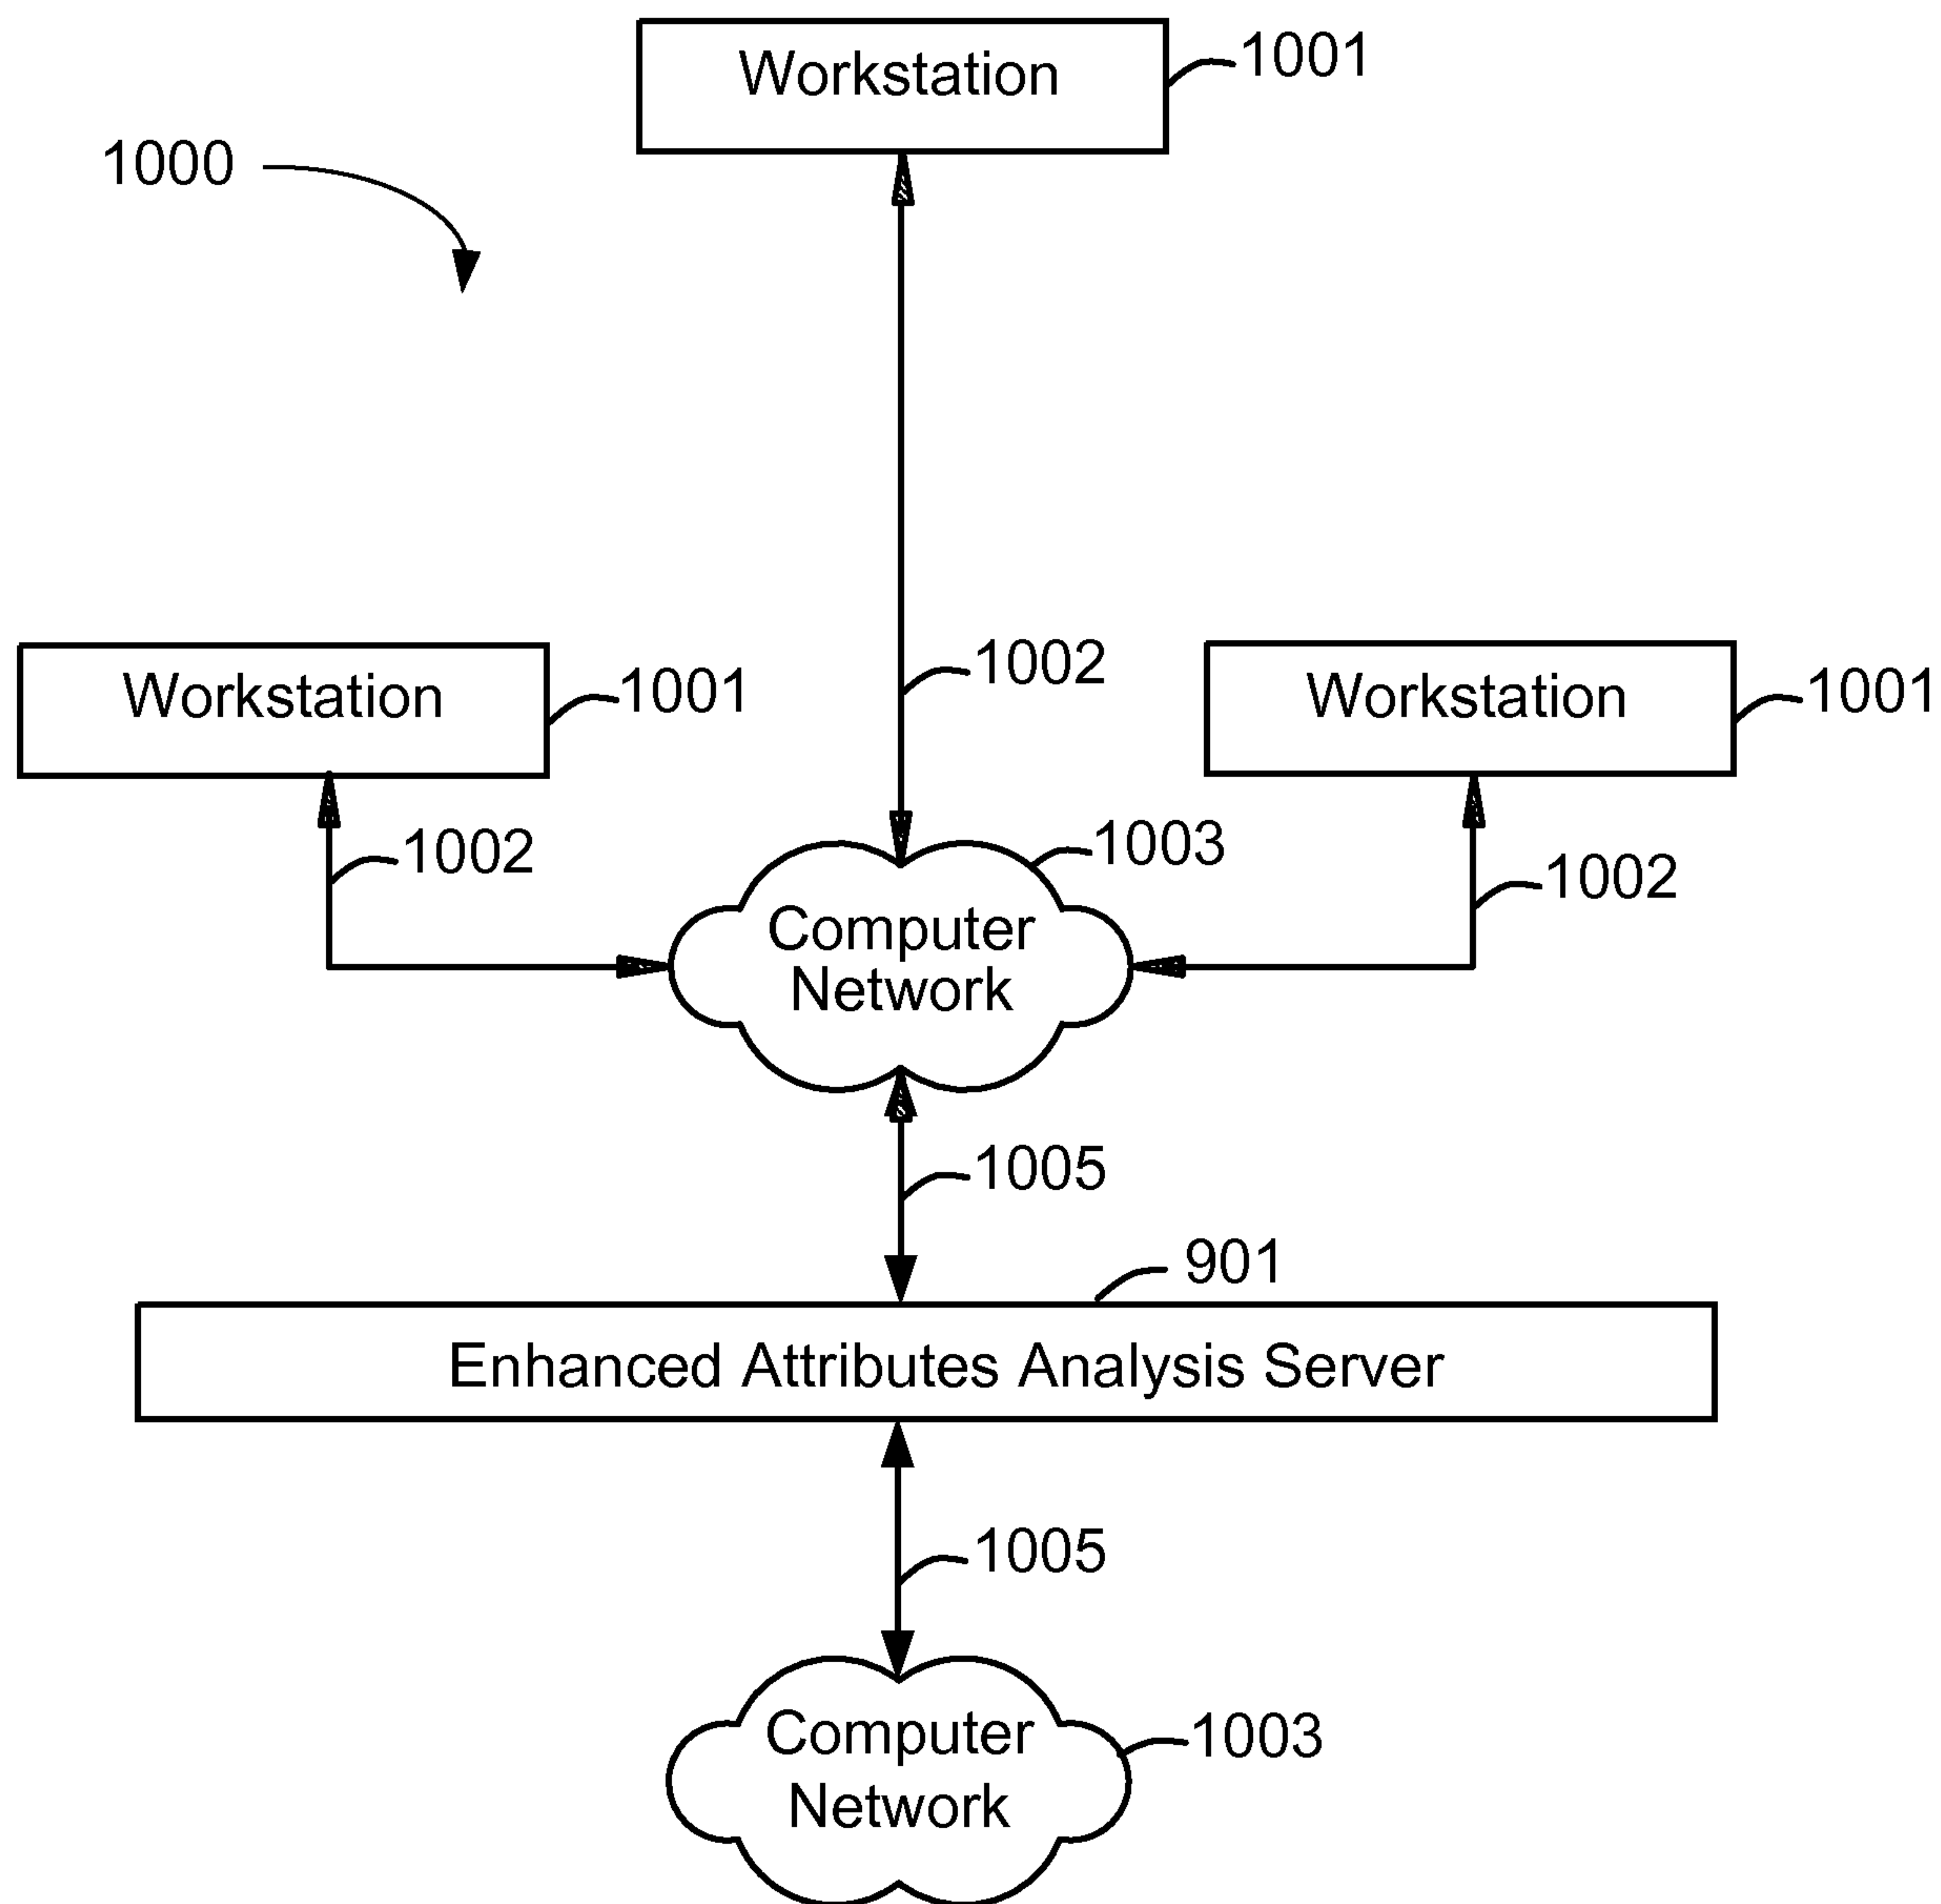 Workstation
1001
1000
Workstation
1001
1002
Workstation
1001
1002
1003
1002
Computer
Network
1005
901
Enhanced Attributes Analysis Server
1005
Computer
Network
1003